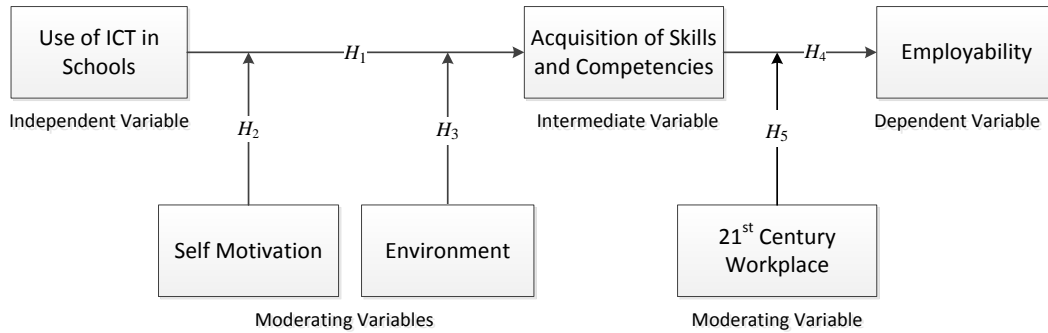 Use of ICT in
Schools
H1
Acquisition of Skills
and Competencies
H4
Employability
Independent Variable
H2
H3
Intermediate Variable
H5
Dependent Variable
Self Motivation
Environment
21st Century
Workplace
Moderating Variables
Moderating Variable